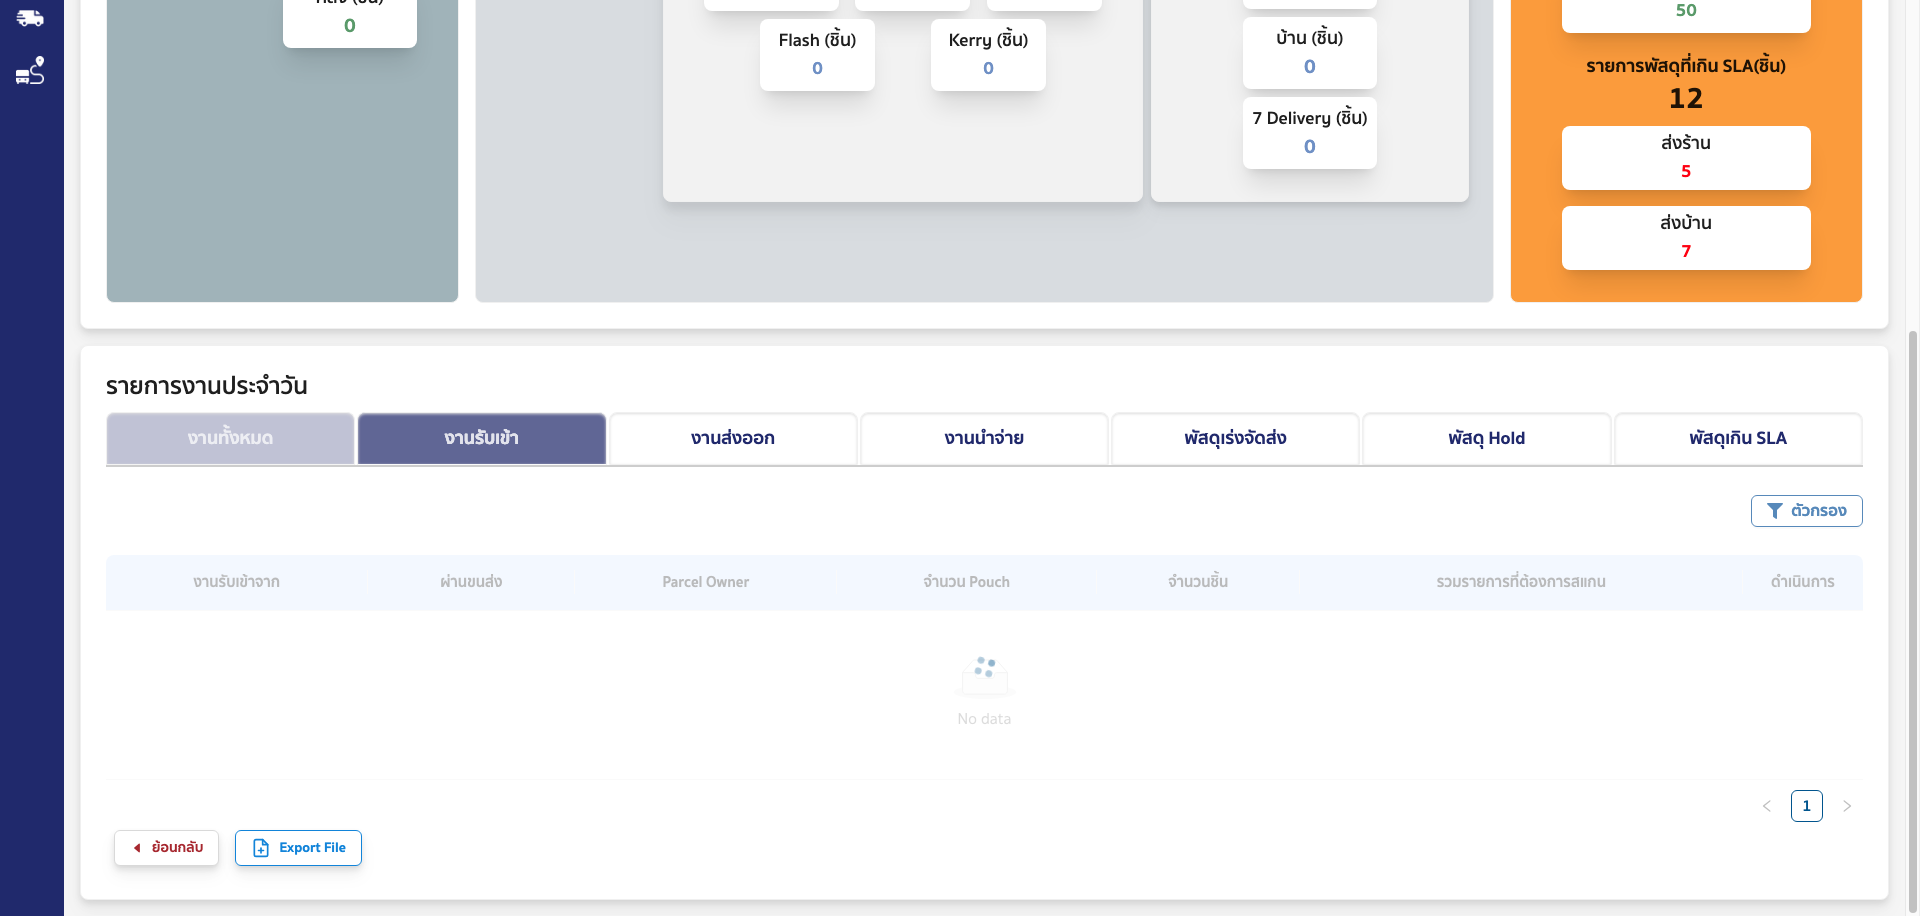 0
Flash (ชิ้น)
0
Kerry (ชิ้น)
0
บ้าน (ชิ้น)
0
7 Delivery (ชิ้น)
0
50
รายการพัสดุที่เกิน SLA(ชิ้น)
12
ส่งร้าน
5
ส่งบ้าน
7
รายการงานประจำวัน
งานทั้งหมด
งานรับเข้า
งานส่งออก
งานนำจ่าย
พัสดุเร่งจัดส่ง
พัสดุ Hold
พัสดุเกิน SLA
ตัวกรอง
งานรับเข้าจาก
ผ่านขนส่ง
Parcel Owner
จำนวน Pouch
จำนวนชิ้น
รวมรายการที่ต้องการสแกน
ดำเนินการ
No data
1
ย้อนกลับ
Export File